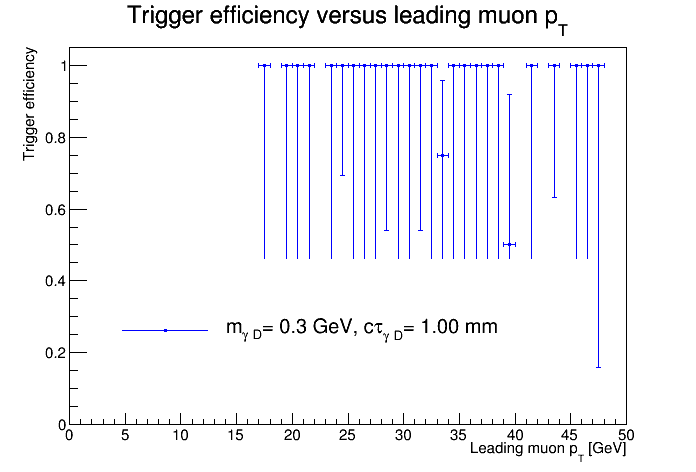 Trigger efficiency versus leading muon p_T
Trigger efficiency
1
0.8
0.6
0.4
0.2
0
m_γ D= 0.3 GeV, cτ_γ D= 1.00 mm
0 5 10 15 20 25 30 35 40 45 50
Leading muon p_T [GeV]